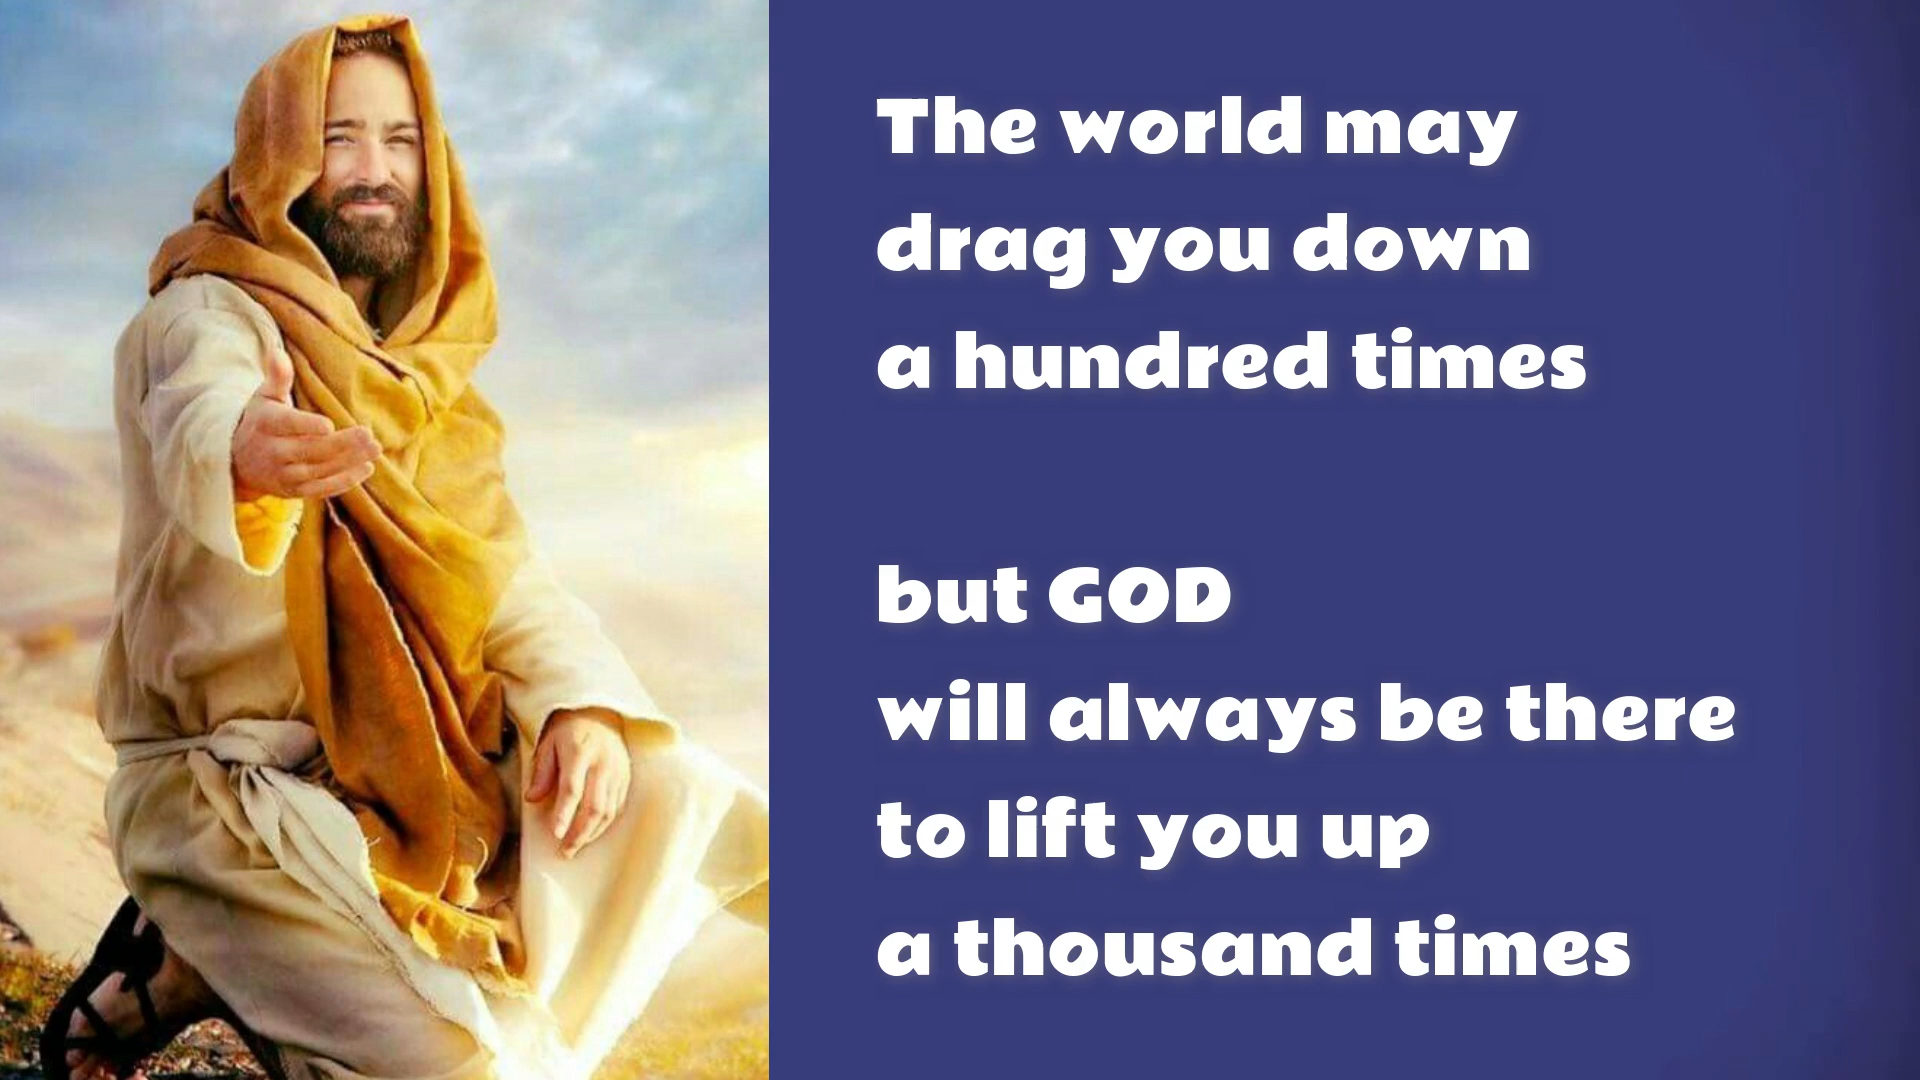 The world may
drag you down
a hundred times
but GOD
will always be there
to lift you up
a thousand times